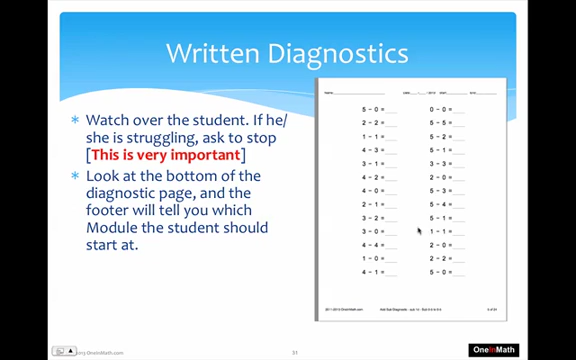 Written Diagnostics
Watch over the student. If he/
she is struggling, ask to stop
[This is very important]
Look at the bottom of the
diagnostic page, and the
footer will tell you which
Module the student should
start at.
5 - 0 =
0 - 0 =
2 - 2 =
5 - 5 =
1 - 1 =
5 - 2 =
4 - 3 =
5 - 1 =
3 - 1 =
3 - 3 =
4 - 2 =
2 - 0 =
4 - 0 =
5 - 3 =
2 - 1 =
5 - 4 =
3 - 2 =
5 - 1 =
3 - 0 =
1 - 1 =
4 - 4 =
2 - 0 =
1 - 0 =
2 - 2 =
4 - 1 =
5 - 0 =
org.OneInMath.com
31
OneInMath